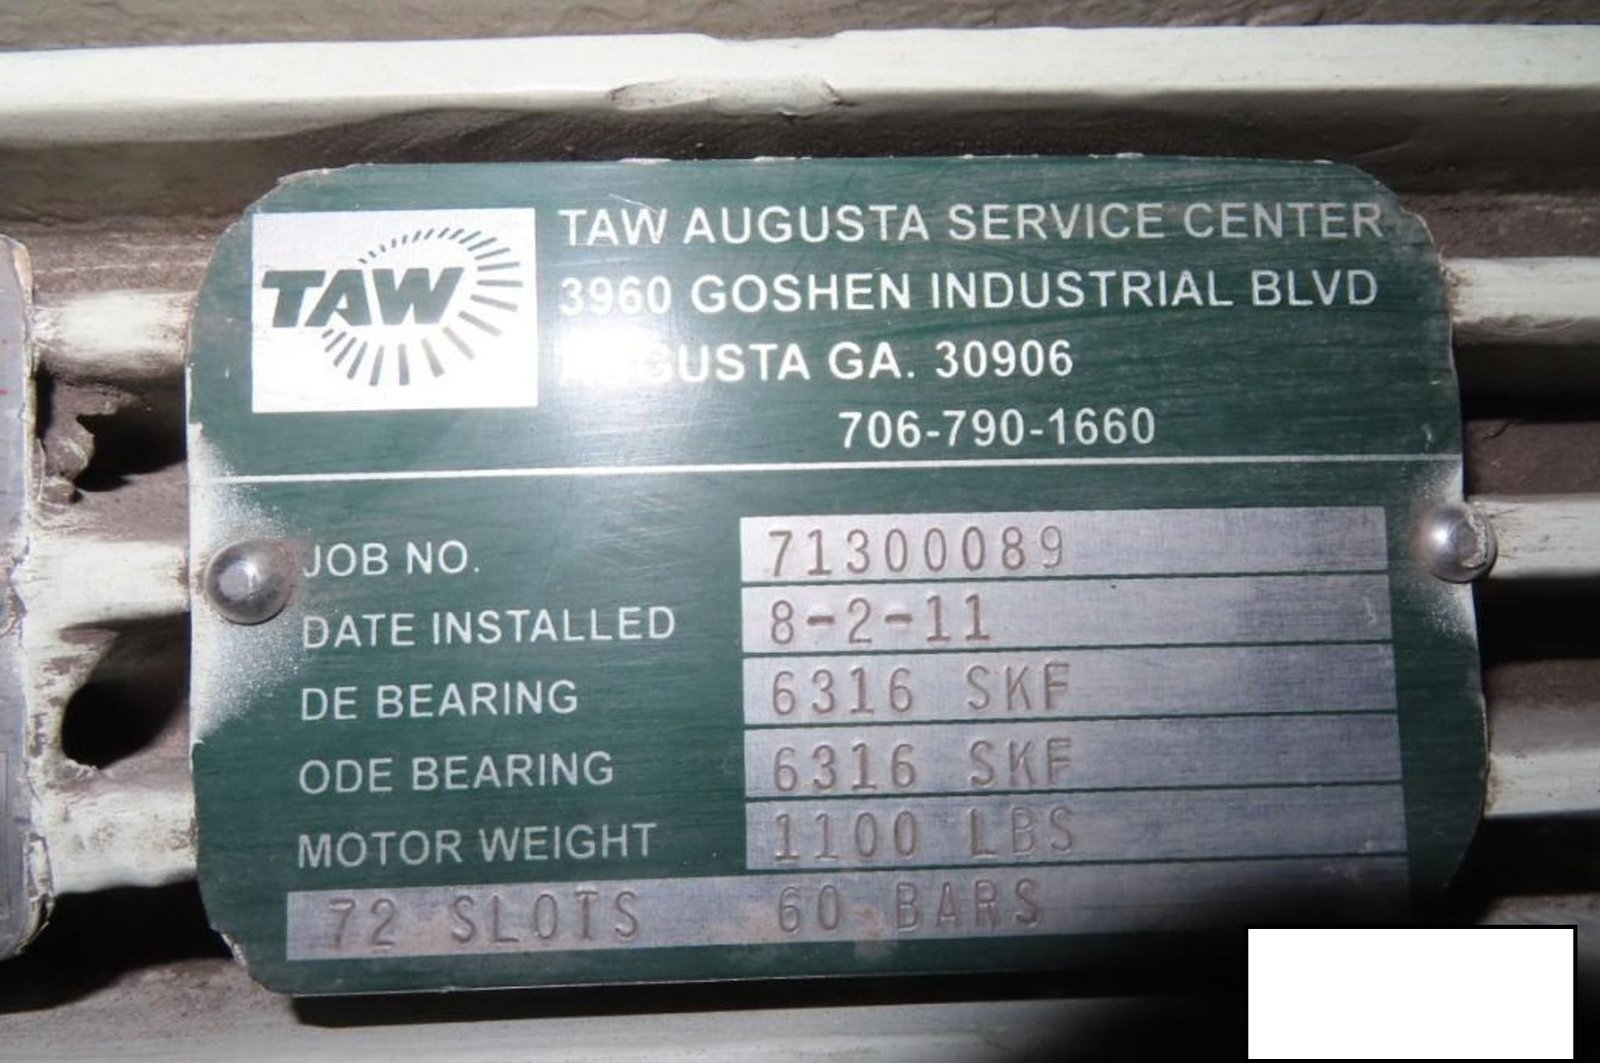 TAW
TAW AUGUSTA SERVICE CENTER
3960 GOSHEN INDUSTRIAL BLVD
AUGUSTA GA. 30906
706-790-1660
JOB NO. 71300089
DATE INSTALLED 8-2-11
DE BEARING 6316 SKF
ODE BEARING 6316 SKF
MOTOR WEIGHT 1100 LBS
72 SLOTS 60 BARS